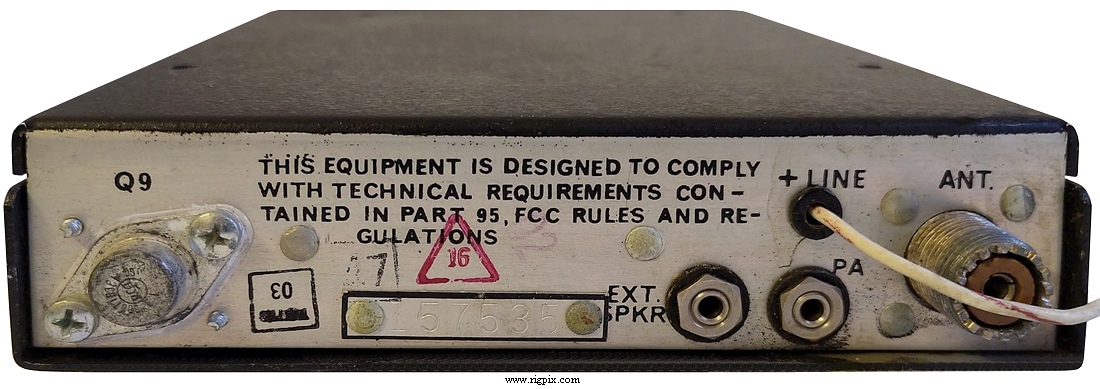 Q9
THIS EQUIPMENT IS DESIGNED TO COMPLY
WITH TECHNICAL REQUIREMENTS CON-
TAINED IN PART 95, FCC RULES AND RE-
GULATIONS
+ LINE
ANT.
PA
EXT.
SPKR
16
17
03
157535
www.rigpix.com